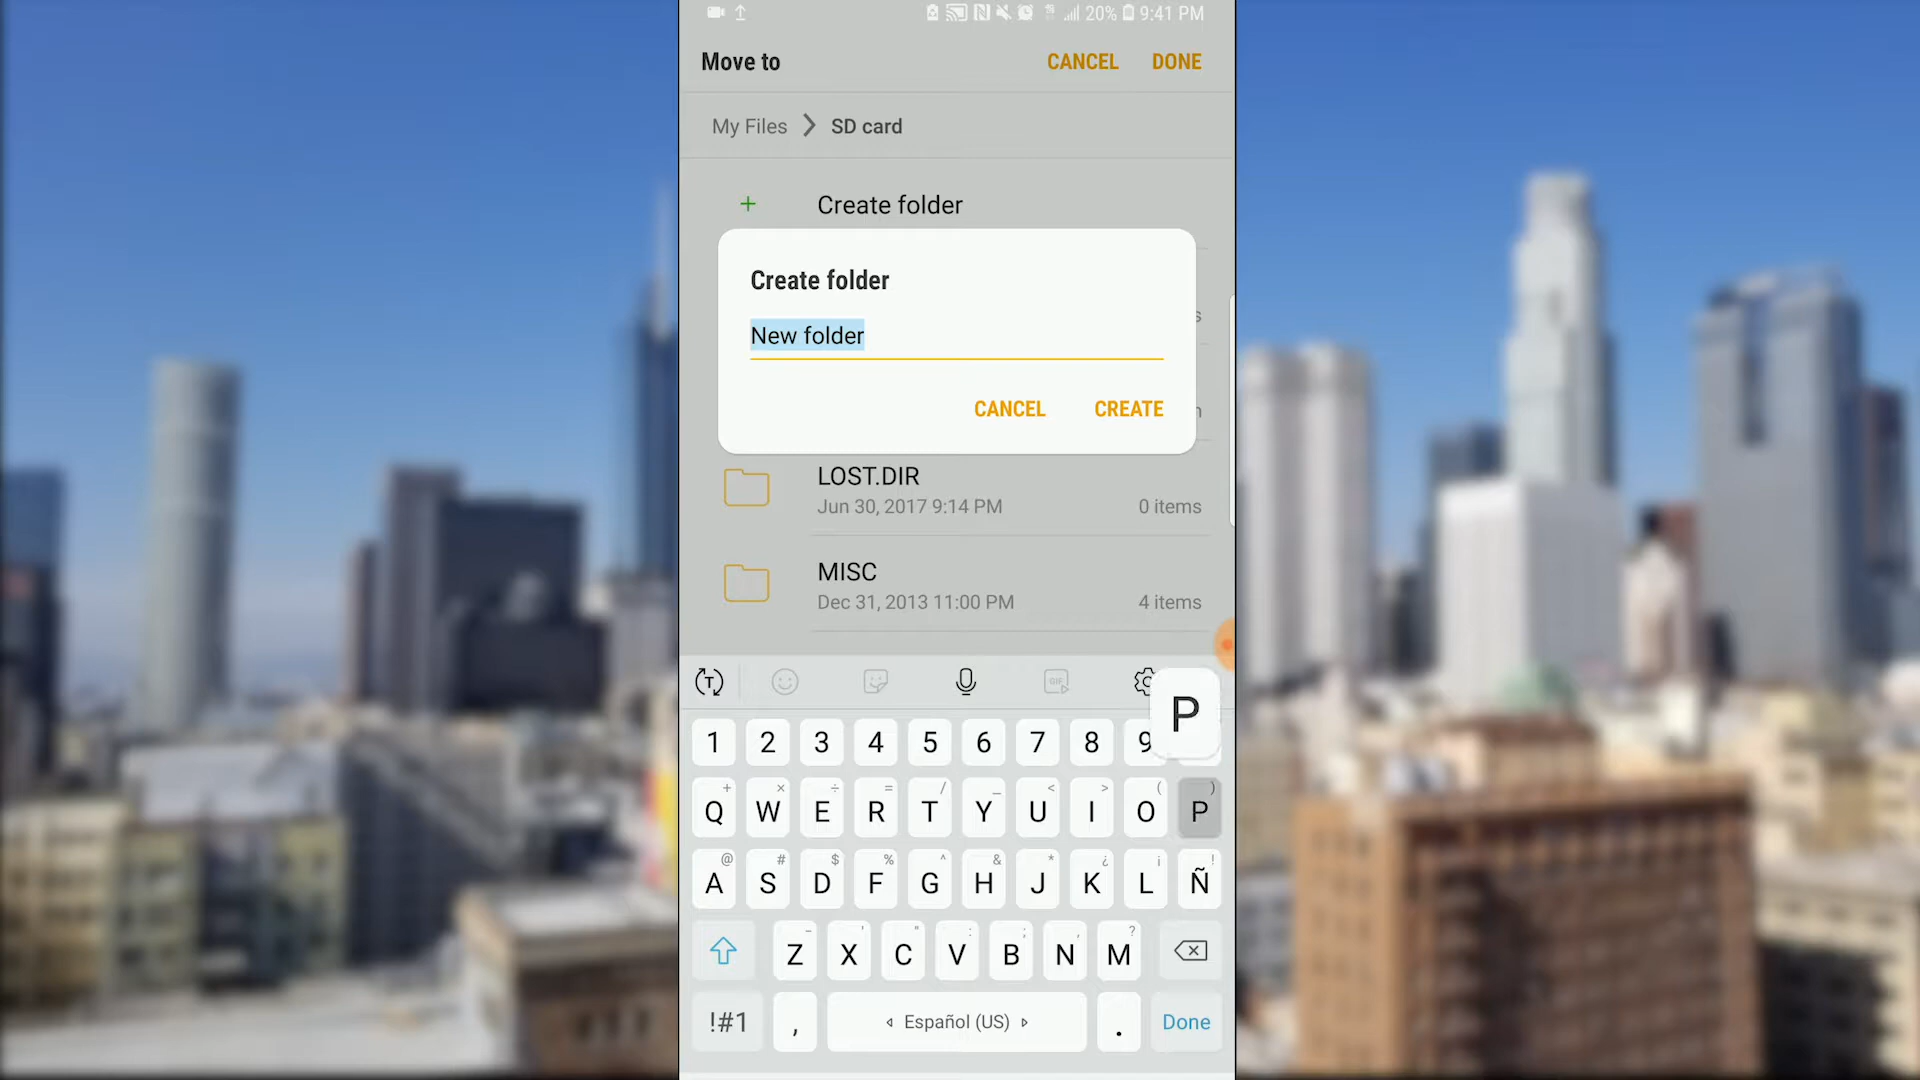 20% 9:41 PM
Move to CANCEL DONE
My Files SD card
+ Create folder
Create folder
New folder
CANCEL CREATE
LOST.DIR
Jun 30, 2017 9:14 PM 0 items
MISC
Dec 31, 2013 11:00 PM 4 items
T GIF P
1 2 3 4 5 6 7 8 9
+ × ÷ = / _ < > ( )
Q W E R T Y U I O P
@ # $ % ^ & * ¿ ¡ !
A S D F G H J K L Ñ
- ' " : ; , ?
Z X C V B N M
!#1 , Español (US) . Done